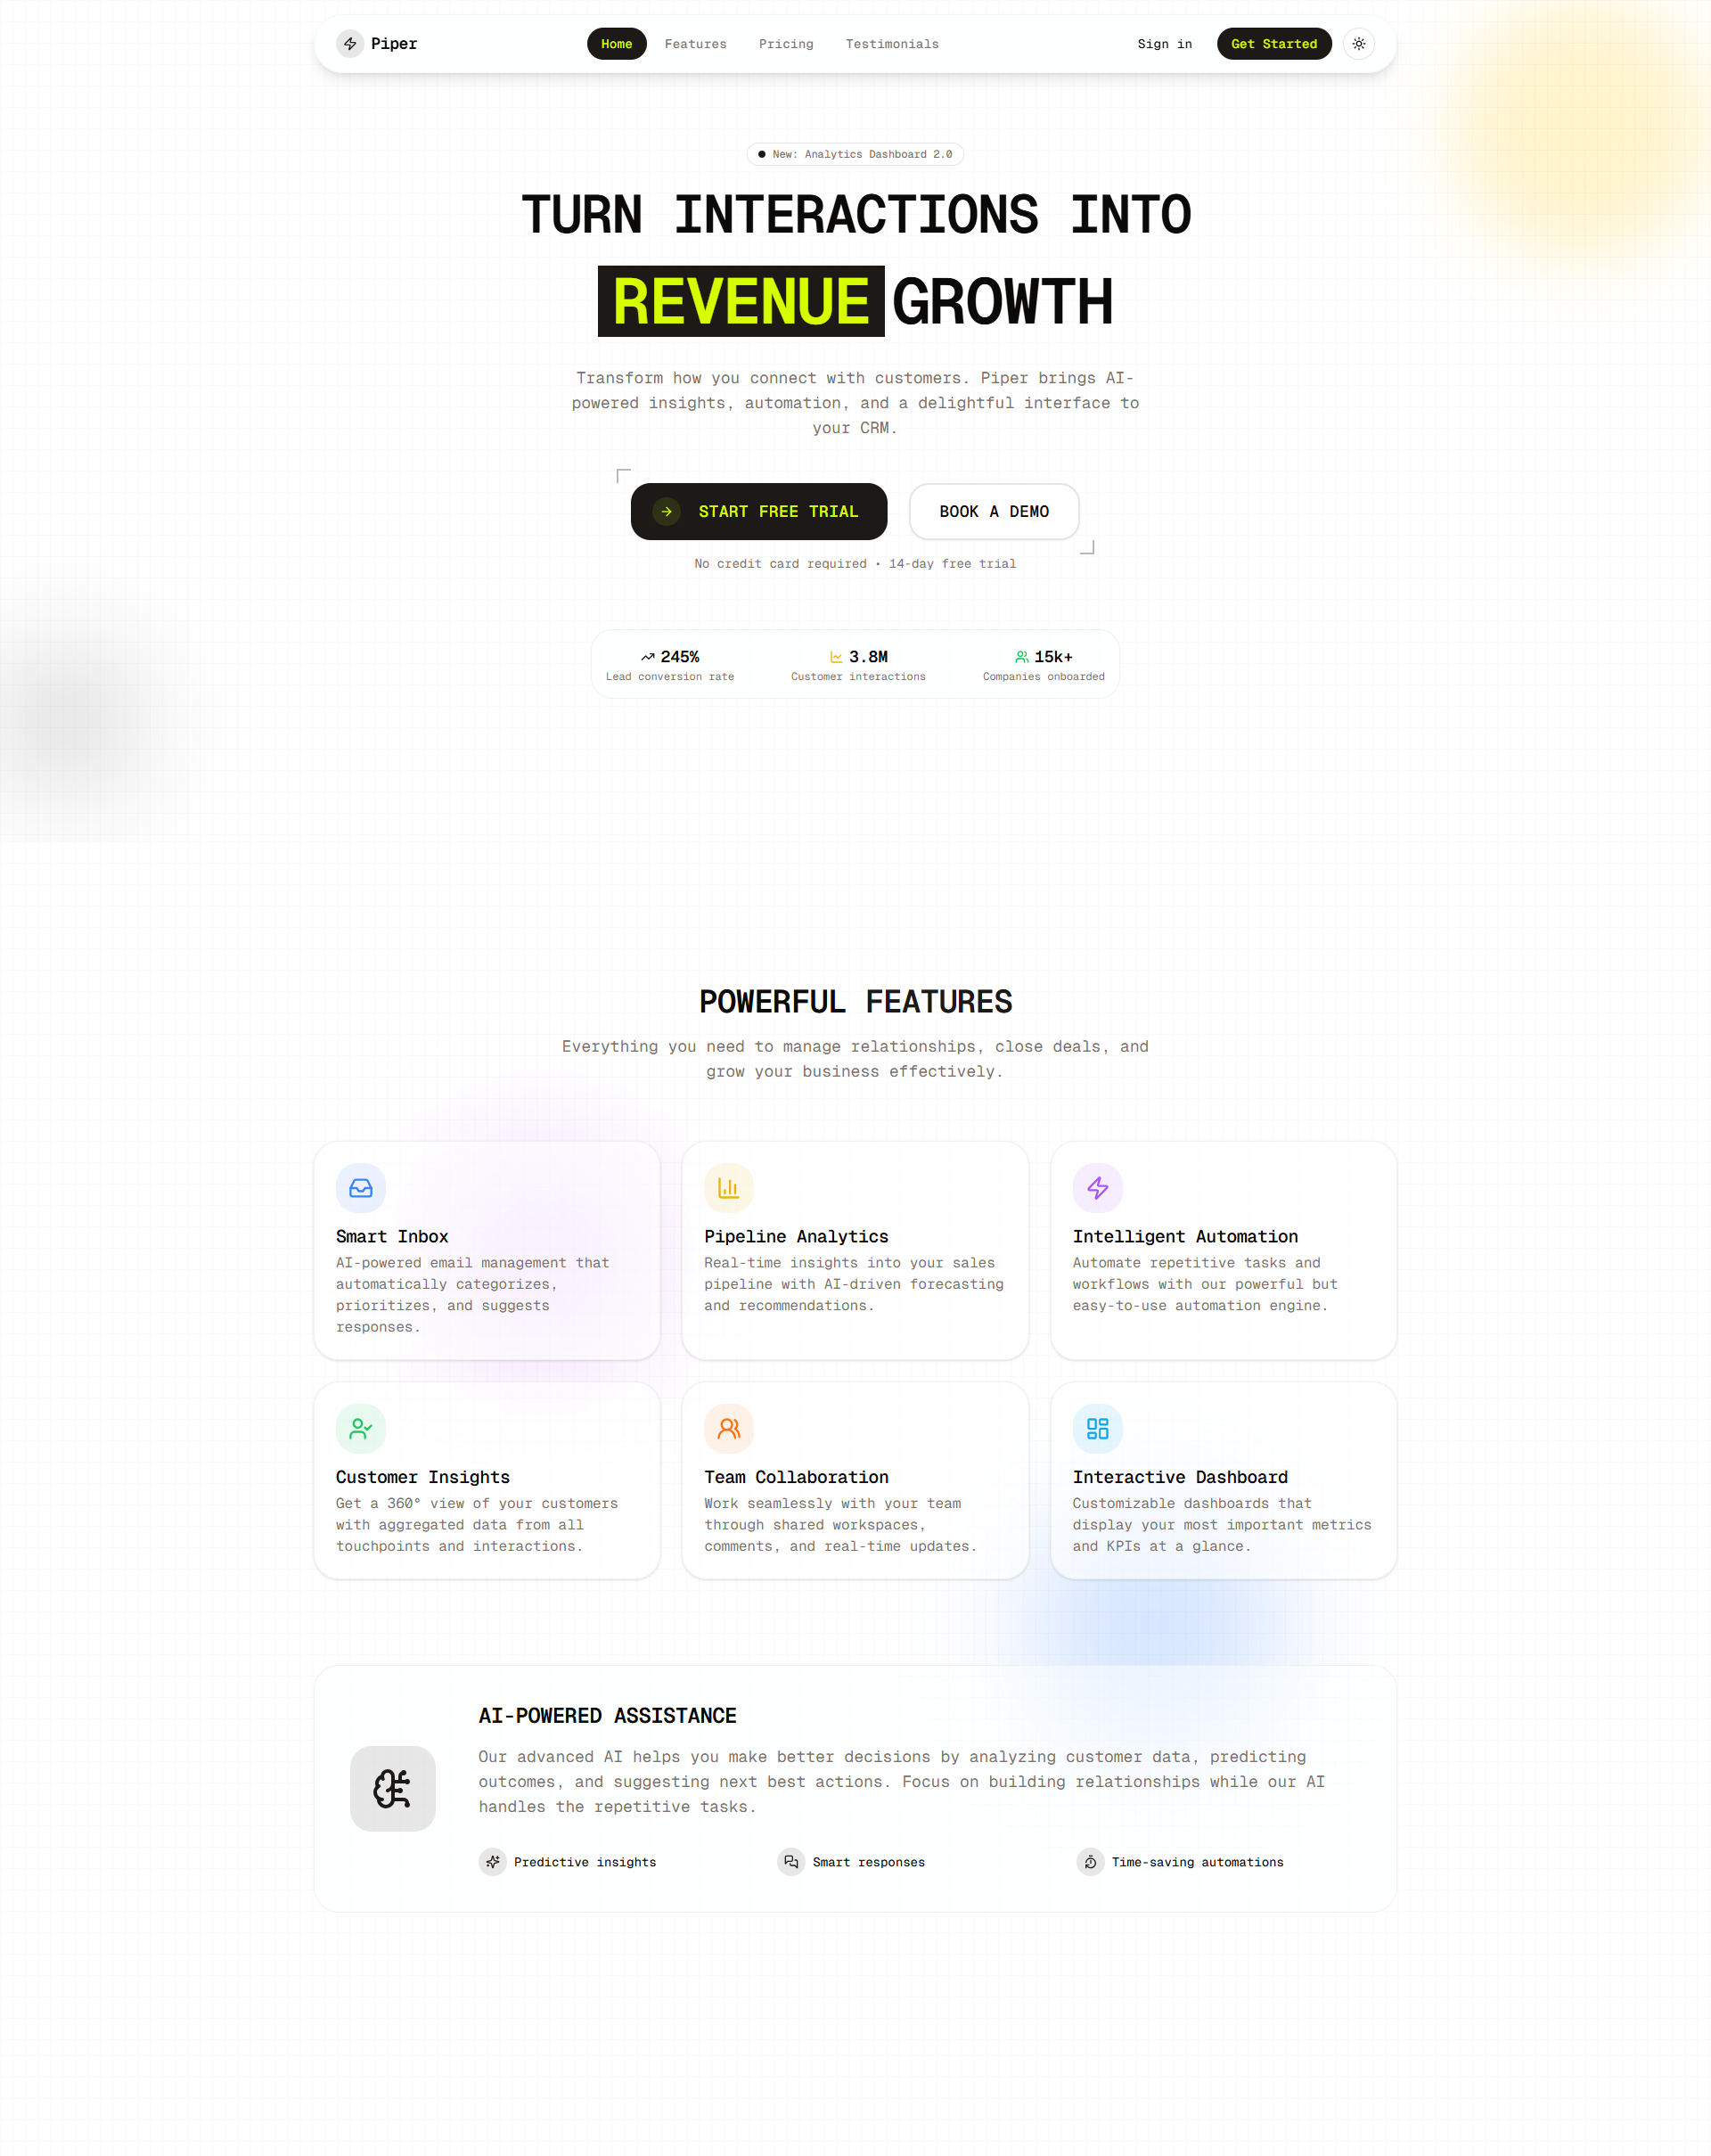 Piper
Home
Features
Pricing
Testimonials
Sign in
Get Started
New: Analytics Dashboard 2.0
TURN INTERACTIONS INTO
REVENUE GROWTH
Transform how you connect with customers. Piper brings AI-
powered insights, automation, and a delightful interface to
your CRM.
START FREE TRIAL
BOOK A DEMO
No credit card required • 14-day free trial
245%
Lead conversion rate
3.8M
Customer interactions
15k+
Companies onboarded
POWERFUL FEATURES
Everything you need to manage relationships, close deals, and
grow your business effectively.
Smart Inbox
AI-powered email management that
automatically categorizes,
prioritizes, and suggests
responses.
Pipeline Analytics
Real-time insights into your sales
pipeline with AI-driven forecasting
and recommendations.
Intelligent Automation
Automate repetitive tasks and
workflows with our powerful but
easy-to-use automation engine.
Customer Insights
Get a 360° view of your customers
with aggregated data from all
touchpoints and interactions.
Team Collaboration
Work seamlessly with your team
through shared workspaces,
comments, and real-time updates.
Interactive Dashboard
Customizable dashboards that
display your most important metrics
and KPIs at a glance.
AI-POWERED ASSISTANCE
Our advanced AI helps you make better decisions by analyzing customer data, predicting
outcomes, and suggesting next best actions. Focus on building relationships while our AI
handles the repetitive tasks.
Predictive insights
Smart responses
Time-saving automations